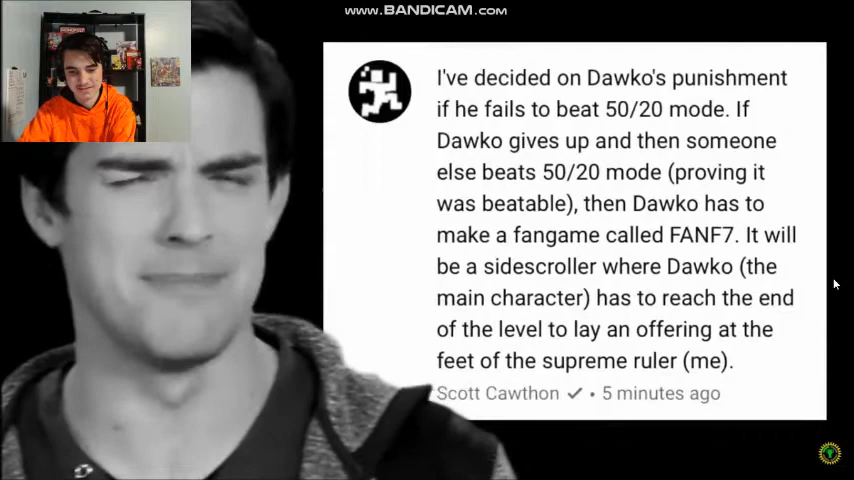 WWW.BANDICAM.COM
I've decided on Dawko's punishment
if he fails to beat 50/20 mode. If
Dawko gives up and then someone
else beats 50/20 mode (proving it
was beatable), then Dawko has to
make a fangame called FANF7. It will
be a sidescroller where Dawko (the
main character) has to reach the end
of the level to lay an offering at the
feet of the supreme ruler (me).
Scott Cawthon ✓ • 5 minutes ago